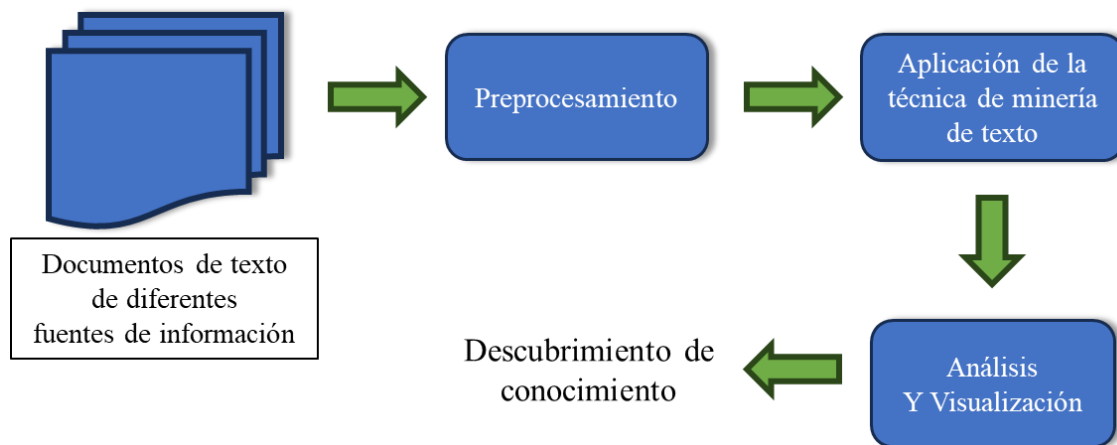 Documentos de texto
de diferentes
fuentes de información
Preprocesamiento
Aplicación de la
técnica de minería
de texto
Análisis
Y Visualización
Descubrimiento de
conocimiento